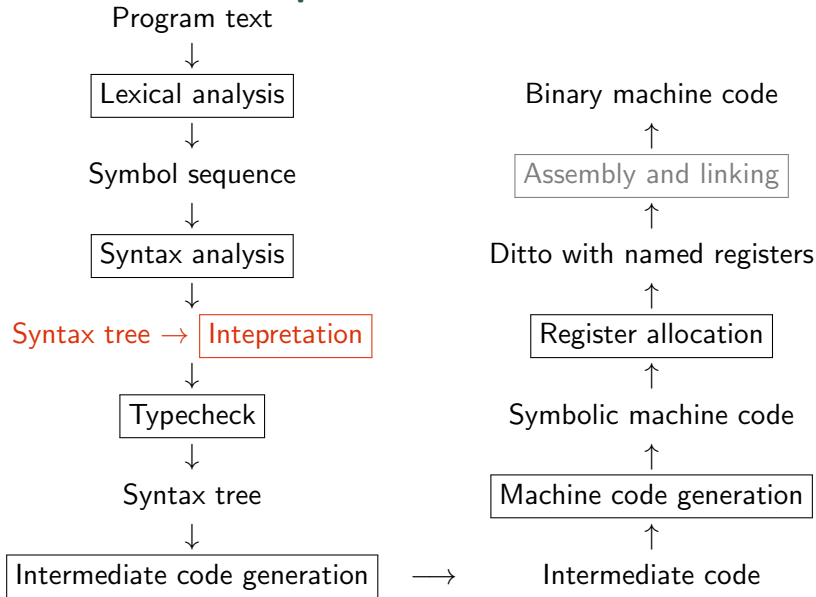 Program text
Lexical analysis
Symbol sequence
Syntax analysis
Syntax tree → Intepretation
Typecheck
Syntax tree
Intermediate code generation
Intermediate code
Machine code generation
Symbolic machine code
Register allocation
Ditto with named registers
Assembly and linking
Binary machine code